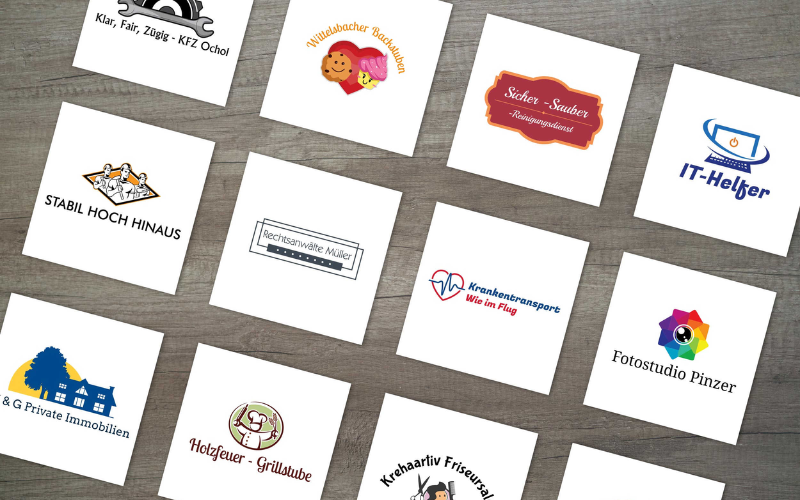 Klar, Fair, Zügig - KFZ Ochol
Wittelsbacher Backstuben
Sicher - Sauber
-Reinigungsdienst
IT-Helfer
STABIL HOCH HINAUS
Rechtsanwälte Müller
Krankentransport
Wie im Flug
Fotostudio Pinzer
& G Private Immobilien
Holzfeuer - Grillstube
Krehaarliv Friseursal